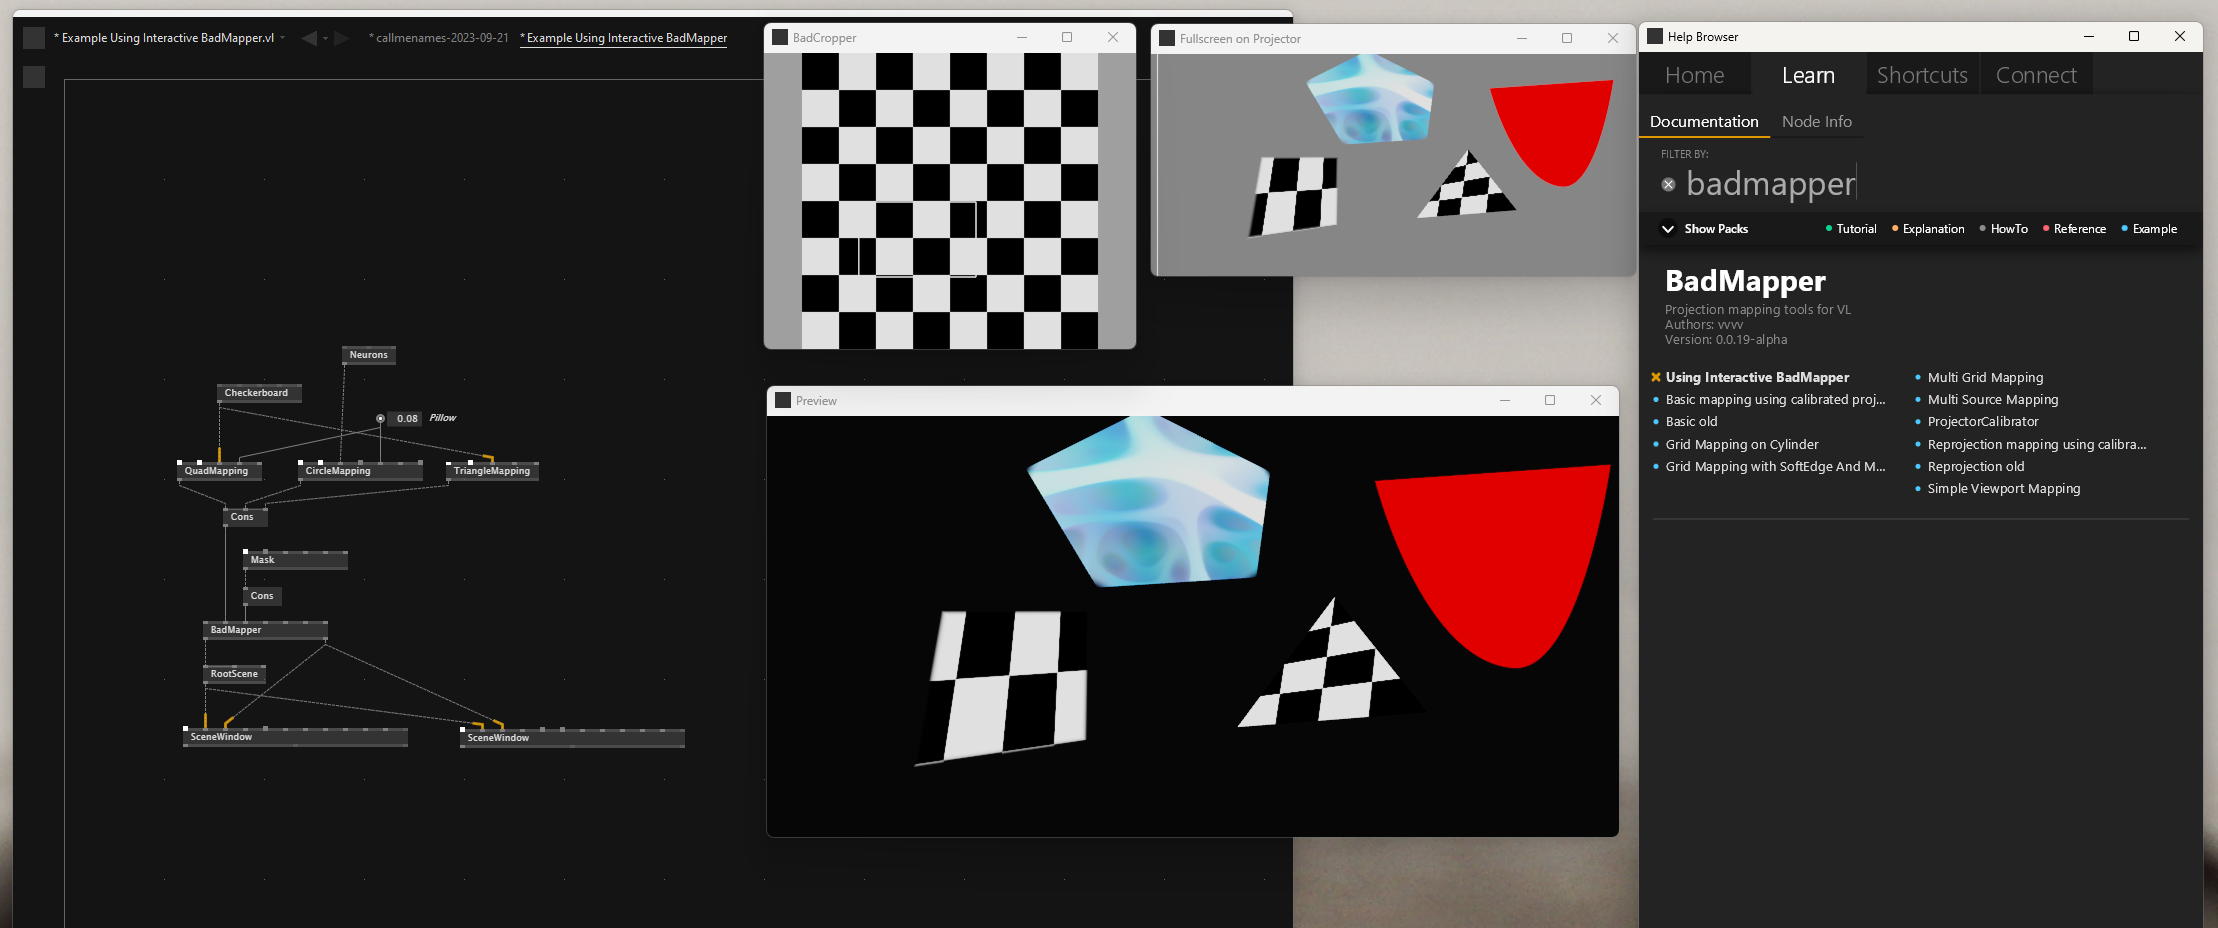 * Example Using Interactive BadMapper.vl
* callmenames-2023-09-21
* Example Using Interactive BadMapper
Neurons
Checkerboard
0.08 Pillow
QuadMapping
CircleMapping
TriangleMapping
Cons
Mask
Cons
BadMapper
RootScene
SceneWindow
SceneWindow
BadCropper
Fullscreen on Projector
Preview
Help Browser
Home
Learn
Shortcuts
Connect
Documentation
Node Info
FILTER BY:
badmapper
Show Packs
Tutorial
Explanation
HowTo
Reference
Example
BadMapper
Projection mapping tools for VL
Authors: vvvv
Version: 0.0.19-alpha
Using Interactive BadMapper
Basic mapping using calibrated proj...
Basic old
Grid Mapping on Cylinder
Grid Mapping with SoftEdge And M...
Multi Grid Mapping
Multi Source Mapping
ProjectorCalibrator
Reprojection mapping using calibra...
Reprojection old
Simple Viewport Mapping